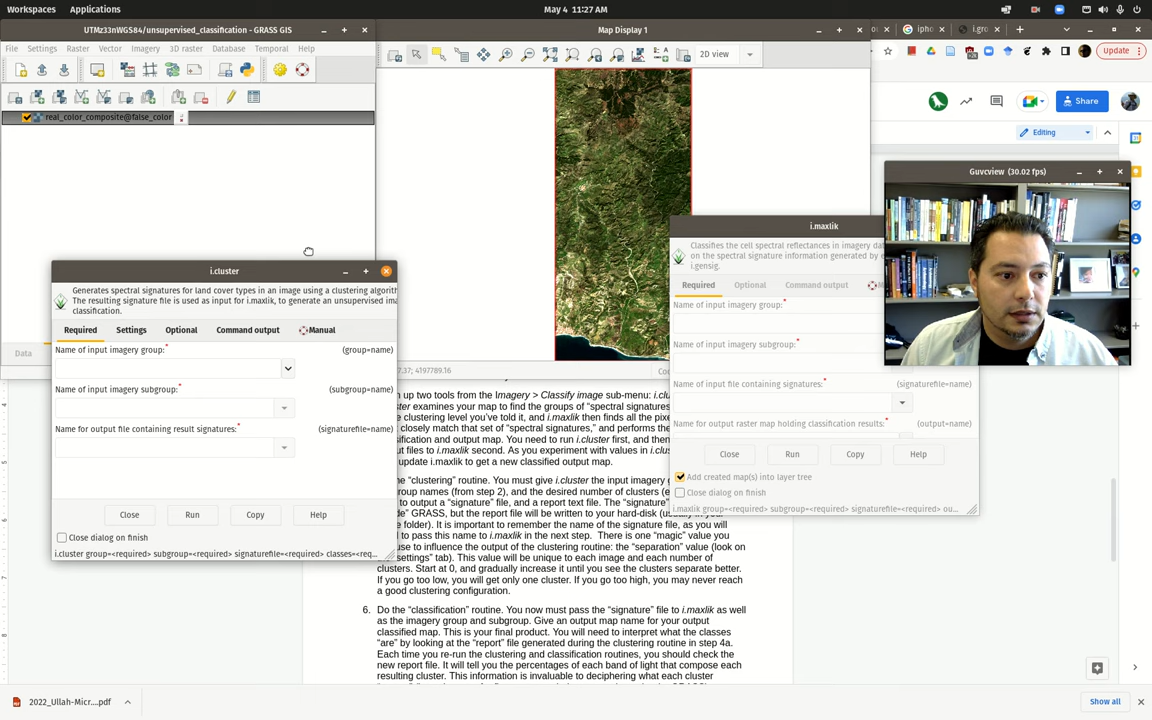 Workspaces Applications May 4 11:27 AM
UTMz33nWGS84/unsupervised_classification - GRASS GIS
File Settings Raster Vector Imagery 3D raster Database Temporal Help
real_color_composite@false_color
Data
Map Display 1
2D view
37; 4197789.16
G ipho
i.gro
Update
Share
Editing
Guvcview (30.02 fps)
i.cluster
Generates spectral signatures for land cover types in an image using a clustering algorith
The resulting signature file is used as input for i.maxlik, to generate an unsupervised ima
classification.
Required Settings Optional Command output Manual
Name of input imagery group:* (group=name)
Name of input imagery subgroup:* (subgroup=name)
Name for output file containing result signatures:* (signaturefile=name)
Close Run Copy Help
Close dialog on finish
i.cluster group=<required> subgroup=<required> signaturefile=<required> classes=<req...
i.maxlik
Classifies the cell spectral reflectances in imagery da
on the spectral signature information generated by
i.gensig.
Required Optional Command output
Name of input imagery group:*
Name of input imagery subgroup:*
Name of input file containing signatures:* (signaturefile=name)
Name for output raster map holding classification results:* (output=name)
Close Run Copy Help
Add created map(s) into layer tree
Close dialog on finish
i.maxlik group=<required> subgroup=<required> signaturefile=<required> ou...
up two tools from the Imagery > Classify image sub-menu: i.clu
examines your map to find the groups of “spectral signatures
clustering level you’ve told it, and i.maxlik then finds all the pixe
closely match that set of “spectral signatures,” and performs the
and output map. You need to run i.cluster first, and then
files to i.maxlik second. As you experiment with values in i.clus
update i.maxlik to get a new classified output map.
“clustering” routine. You must give i.cluster the input imagery
names (from step 2), and the desired number of clusters (e
to output a “signature” file, and a report text file. The “signature”
GRASS, but the report file will be written to your hard-disk (usually in
folder). It is important to remember the name of the signature file, as you will
to pass this name to i.maxlik in the next step. There is one “magic” value you
use to influence the output of the clustering routine: the “separation” value (look on
“settings” tab). This value will be unique to each image and each number of
clusters. Start at 0, and gradually increase it until you see the clusters separate better.
If you go too low, you will get only one cluster. If you go too high, you may never reach
a good clustering configuration.
6. Do the “classification” routine. You now must pass the “signature” file to i.maxlik as well
as the imagery group and subgroup. Give an output map name for your output
classified map. This is your final product. You will need to interpret what the classes
“are” by looking at the “report” file generated during the clustering routine in step 4a.
Each time you re-run the clustering and classification routines, you should check the
new report file. It will tell you the percentages of each band of light that compose each
resulting cluster. This information is invaluable to deciphering what each cluster
2022_Ullah-Micr....pdf
Show all